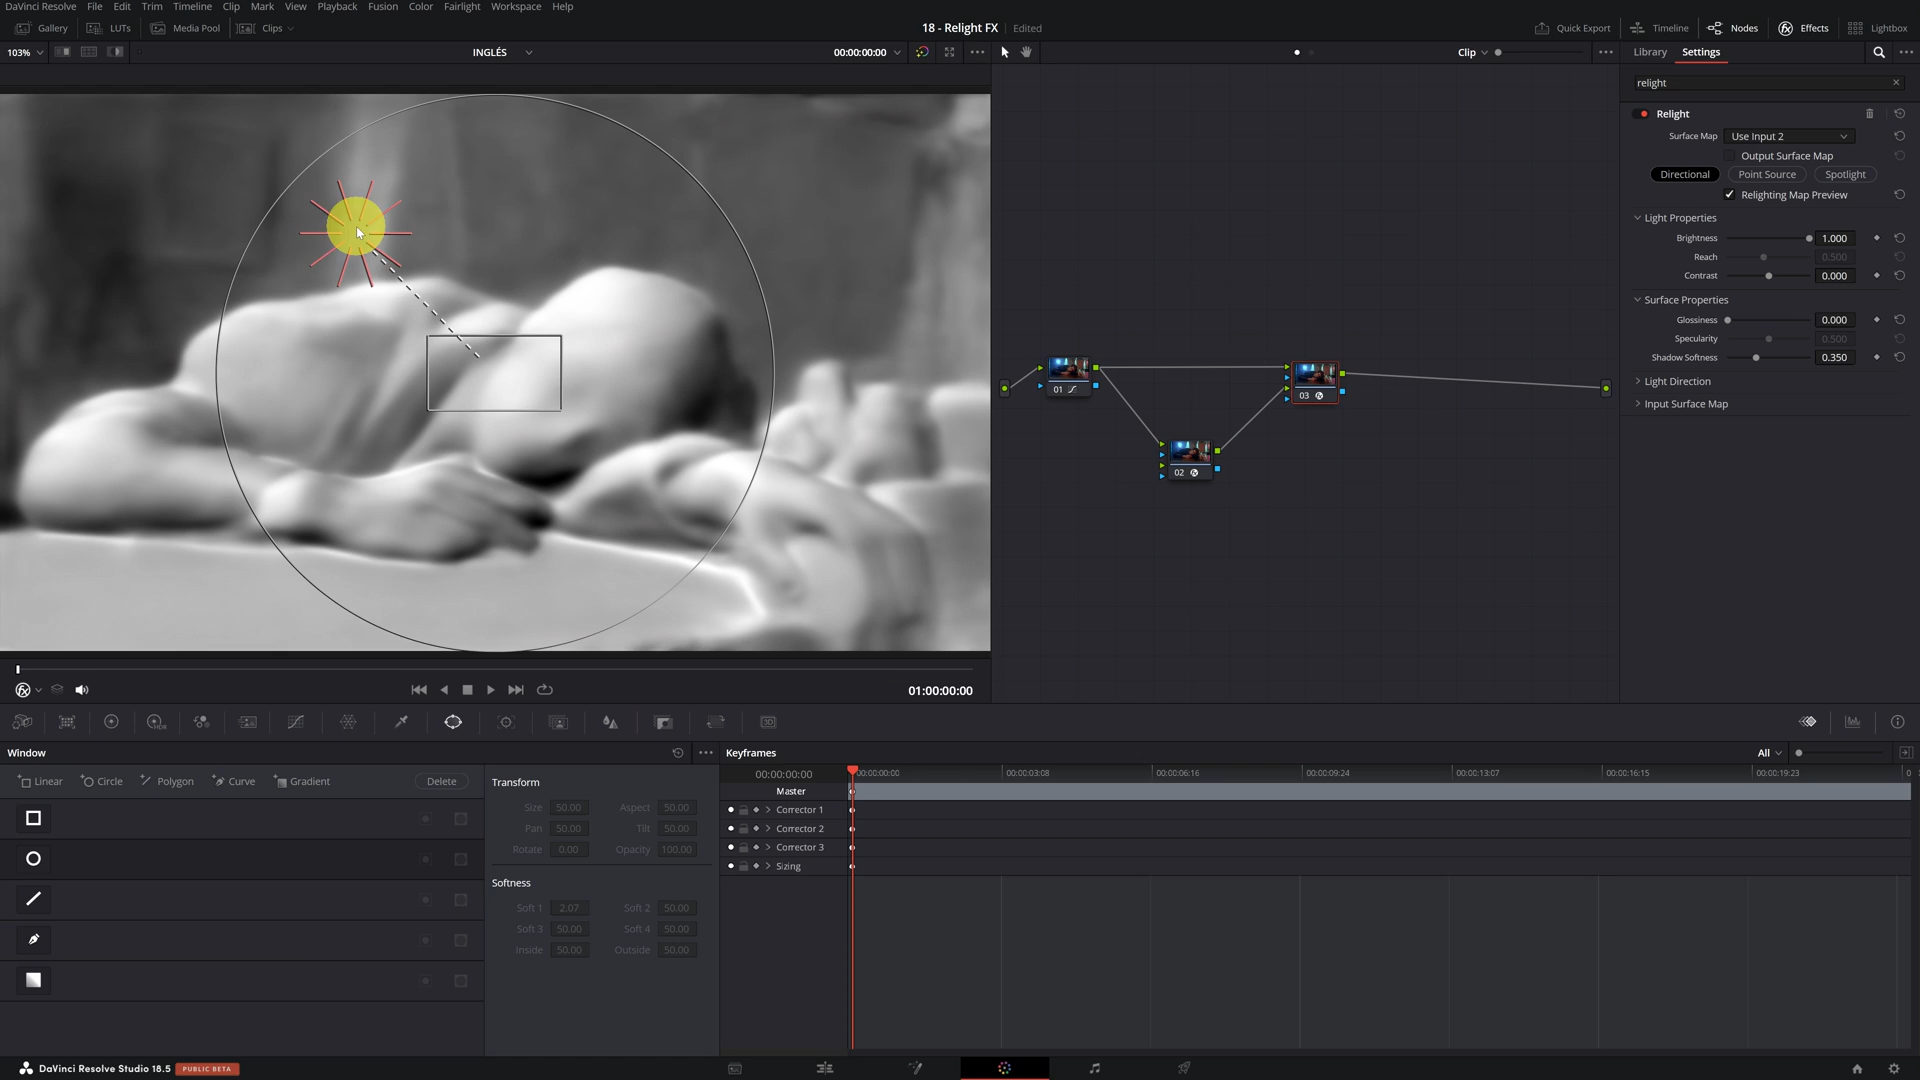 DaVinci Resolve File Edit Trim Timeline Clip Mark View Playback Fusion Color Fairlight Workspace Help
Gallery LUTs Media Pool Clips 18 - Relight FX Edited Quick Export Timeline Nodes Effects Lightbox
103% INGLÉS 00:00:00:00 Clip Library Settings
relight
Relight
Surface Map Use Input 2
Output Surface Map
Directional Point Source Spotlight
Relighting Map Preview
Light Properties
Brightness 1.000
Reach 0.500
Contrast 0.000
Surface Properties
Glossiness 0.000
Specularity 0.500
Shadow Softness 0.350
Light Direction
Input Surface Map
01
03
02
01:00:00:00
HDR
3D
Window Keyframes All
Linear Circle Polygon Curve Gradient Delete
Transform
Size 50.00 Aspect 50.00
Pan 50.00 Tilt 50.00
Rotate 0.00 Opacity 100.00
Softness
Soft 1 2.07 Soft 2 50.00
Soft 3 50.00 Soft 4 50.00
Inside 50.00 Outside 50.00
00:00:00:00 00:00:00:00 00:00:03:08 00:00:06:16 00:00:09:24 00:00:13:07 00:00:16:15 00:00:19:23 0
Master
Corrector 1
Corrector 2
Corrector 3
Sizing
DaVinci Resolve Studio 18.5 PUBLIC BETA